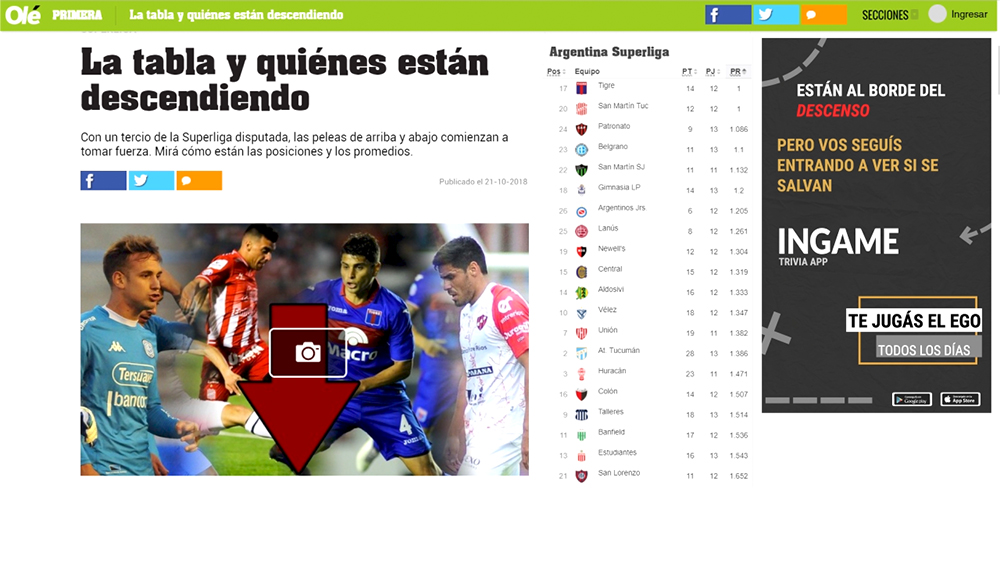 Olé PRIMERA La tabla y quiénes están descendiendo SECCIONES Ingresar
La tabla y quiénes están
descendiendo
Con un tercio de la Superliga disputada, las peleas de arriba y abajo comienzan a
tomar fuerza. Mirá cómo están las posiciones y los promedios.
Publicado el 21-10-2018
Tersuave
banco
Macro
4
Argentina Superliga
Pos Equipo PT PJ PR
17 Tigre 14 12 1
20 San Martín Tuc 12 12 1
24 Patronato 9 13 1.086
23 Belgrano 11 13 1.1
22 San Martín SJ 11 11 1.132
18 Gimnasia LP 14 13 1.2
26 Argentinos Jrs. 6 12 1.205
25 Lanús 8 12 1.261
19 Newell's 12 12 1.304
15 Central 15 12 1.319
14 Aldosivi 16 12 1.333
10 Vélez 18 12 1.347
7 Unión 19 11 1.382
2 At. Tucumán 28 13 1.386
3 Huracán 23 11 1.471
16 Colón 14 12 1.507
9 Talleres 18 13 1.514
11 Banfield 17 12 1.536
13 Estudiantes 16 13 1.543
21 San Lorenzo 11 12 1.652
ESTÁN AL BORDE DEL
DESCENSO
PERO VOS SEGUÍS
ENTRANDO A VER SI SE
SALVAN
INGAME
TRIVIA APP
TE JUGÁS EL EGO
TODOS LOS DÍAS
Google play
App Store